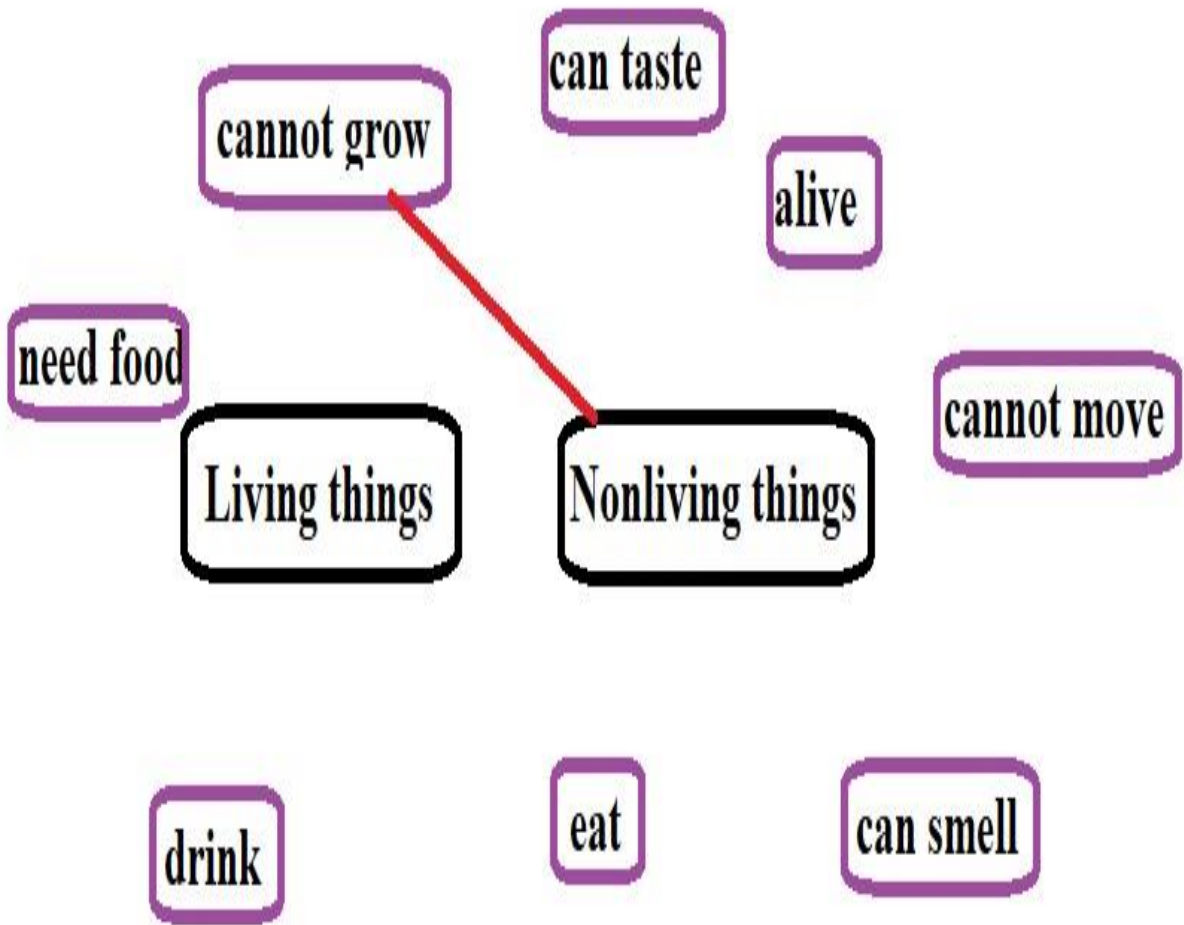 can taste
cannot grow
alive
need food
cannot move
Living things
Nonliving things
drink
eat
can smell